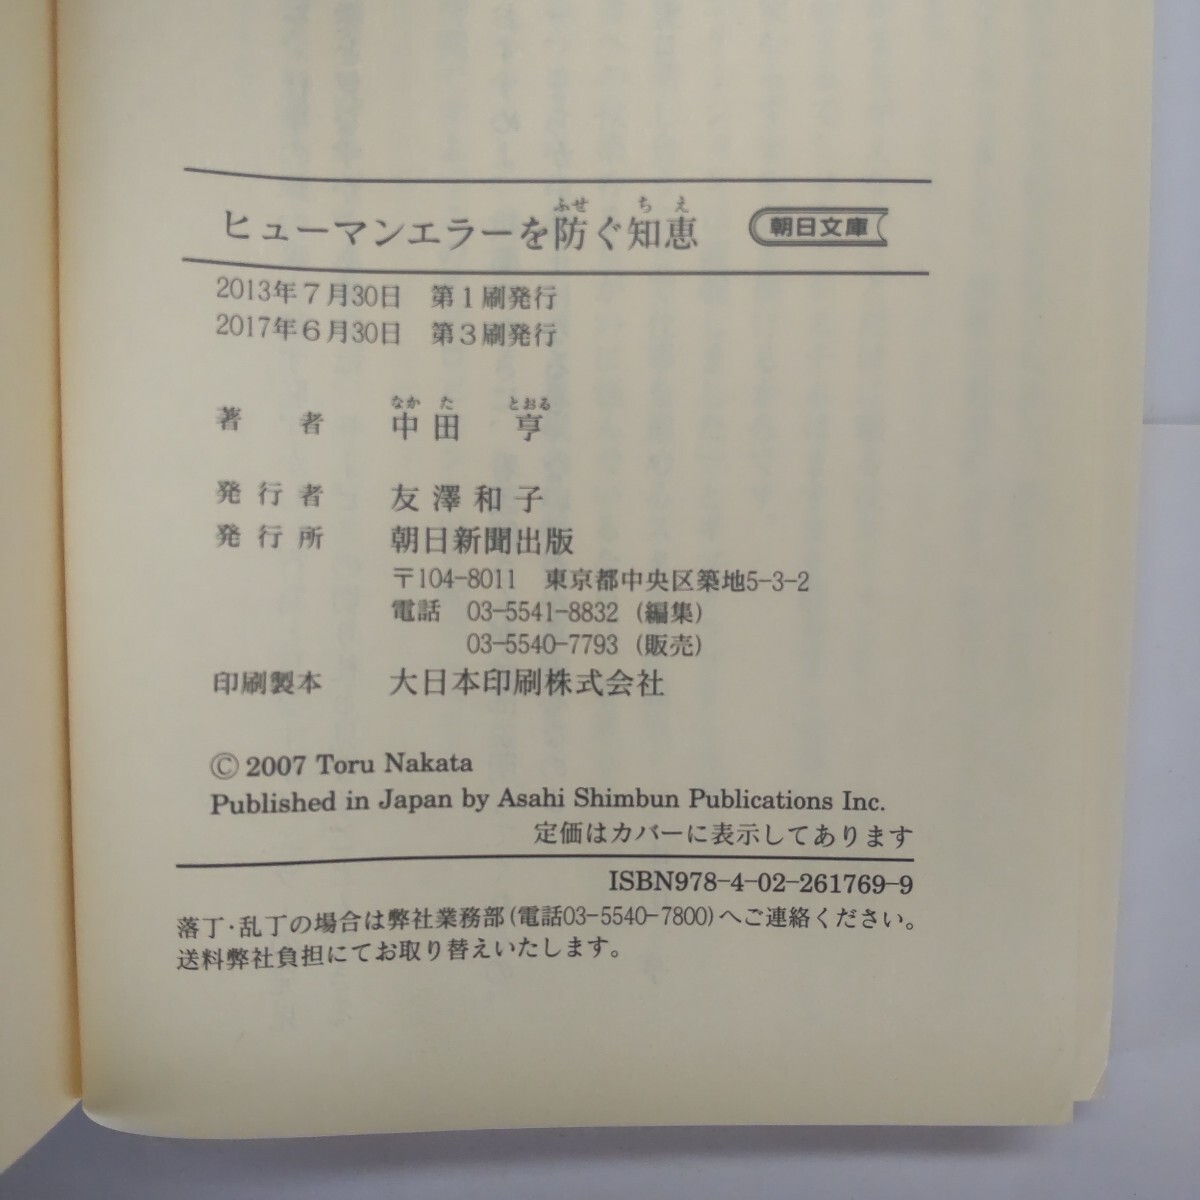 ヒューマンエラーを防ぐ知恵 朝日文庫
ふせ ちえ
2013年7月30日 第1刷発行
2017年6月30日 第3刷発行
なかた とおる
著者 中田 亨
発行者 友澤和子
発行所 朝日新聞出版
〒104-8011 東京都中央区築地5-3-2
電話 03-5541-8832(編集)
03-5540-7793(販売)
印刷製本 大日本印刷株式会社
© 2007 Toru Nakata
Published in Japan by Asahi Shimbun Publications Inc.
定価はカバーに表示してあります
ISBN978-4-02-261769-9
落丁・乱丁の場合は弊社業務部(電話03-5540-7800)へご連絡ください。
送料弊社負担にてお取り替えいたします。